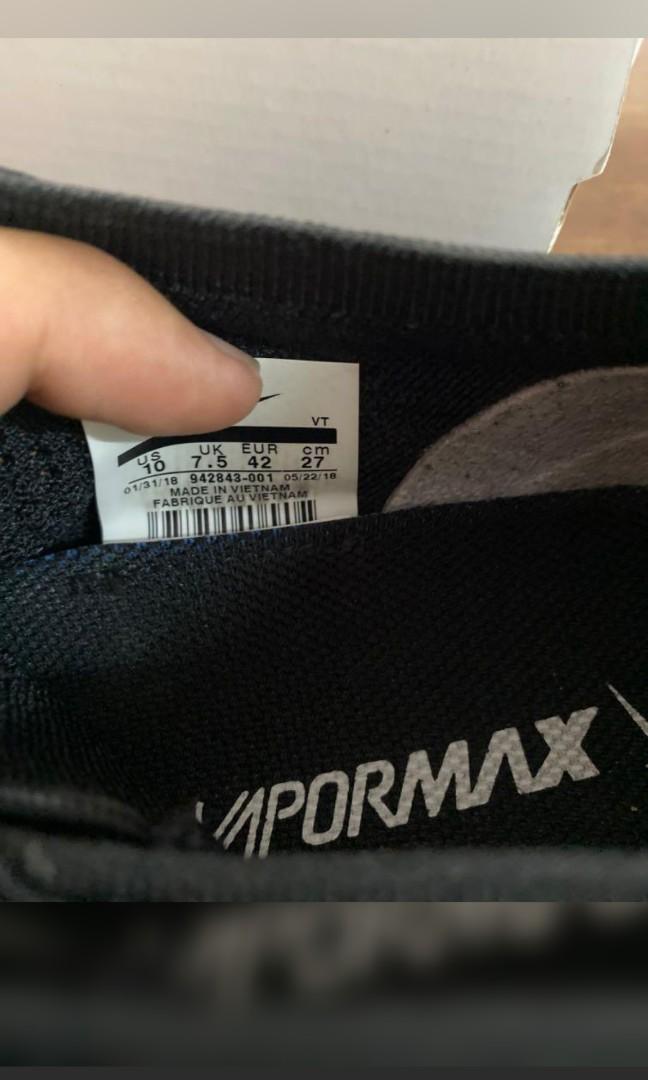 VT
US UK EUR cm
10 7.5 42 27
01/31/18 942843-001 05/22/18
MADE IN VIETNAM
FABRIQUE AU VIETNAM
VAPORMAX